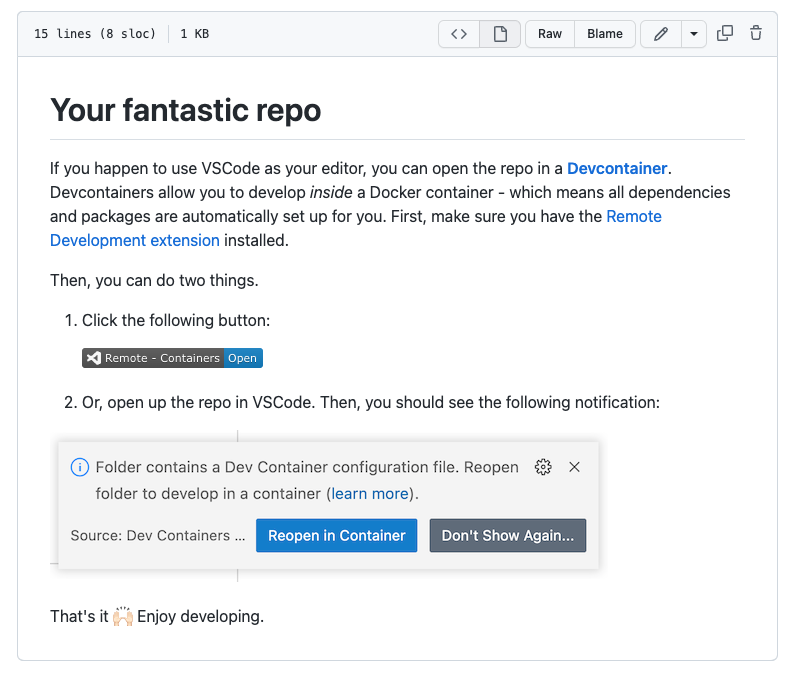 15 lines (8 sloc) 1 KB Raw Blame
Your fantastic repo
If you happen to use VSCode as your editor, you can open the repo in a Devcontainer.
Devcontainers allow you to develop inside a Docker container - which means all dependencies
and packages are automatically set up for you. First, make sure you have the Remote
Development extension installed.
Then, you can do two things.
1. Click the following button:
Remote - Containers Open
2. Or, open up the repo in VSCode. Then, you should see the following notification:
Folder contains a Dev Container configuration file. Reopen
folder to develop in a container (learn more).
Source: Dev Containers ... Reopen in Container Don't Show Again...
That's it 🙌🏻 Enjoy developing.